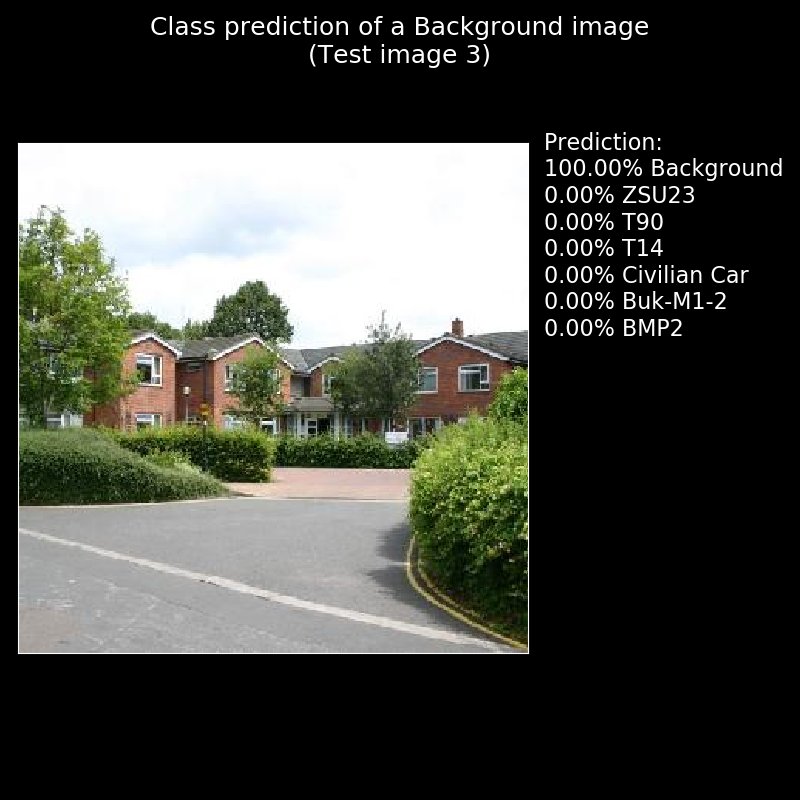 Class prediction of a Background image
(Test image 3)
Prediction:
100.00% Background
0.00% ZSU23
0.00% T90
0.00% T14
0.00% Civilian Car
0.00% Buk-M1-2
0.00% BMP2